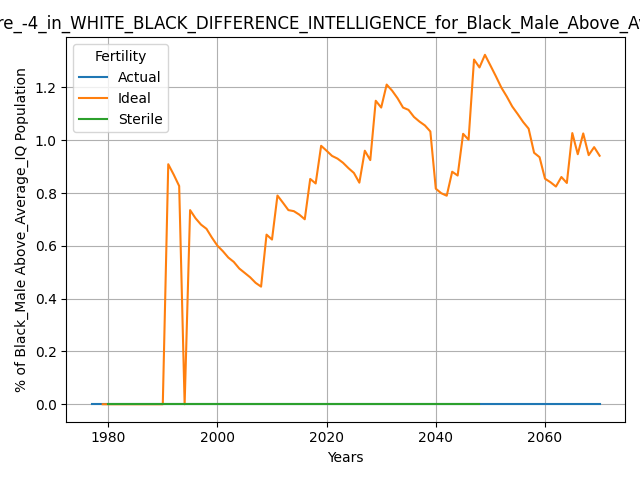 re_-4_in_WHITE_BLACK_DIFFERENCE_INTELLIGENCE_for_Black_Male_Above_Av
Fertility
Actual
Ideal
Sterile
% of Black_Male Above_Average_IQ Population
1.2
1.0
0.8
0.6
0.4
0.2
0.0
1980
2000
2020
2040
2060
Years